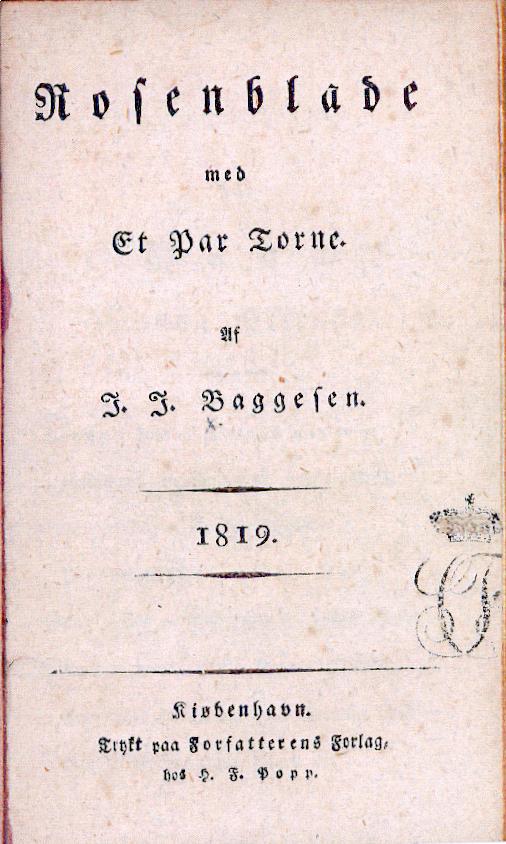 Rosenblade
med
Et Par Torne.
Af
J. J. Baggesen.
1819.
Kiøbenhavn.
Trykt paa Forfatterens Forlag,
hos H. F. Popp.